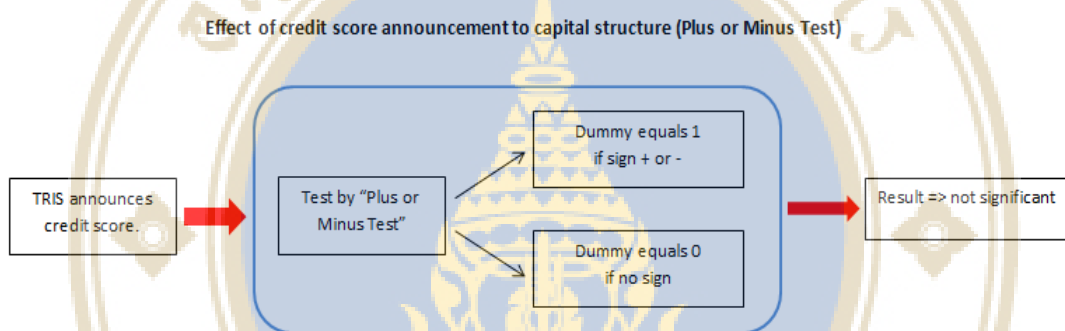 Effect of credit score announcement to capital structure (Plus or Minus Test)
TRIS announces
credit score.
Test by “Plus or
Minus Test”
Dummy equals 1
if sign + or -
Dummy equals 0
if no sign
Result => not significant